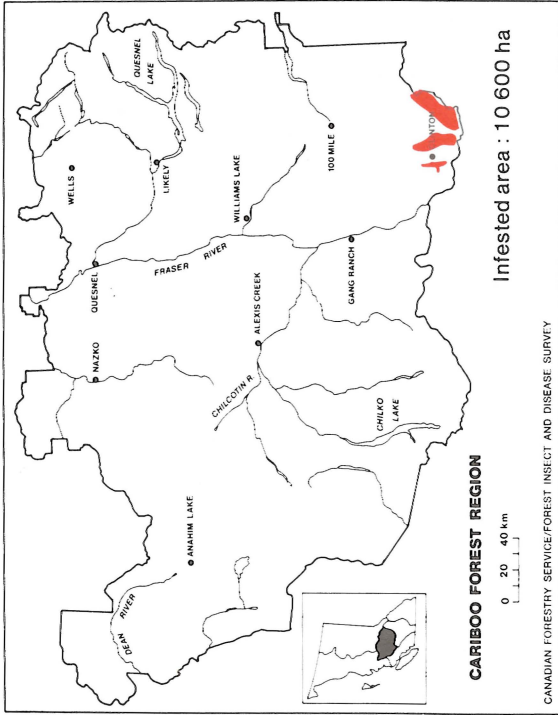 WELLS
QUESNEL
LAKE
LIKELY
QUESNEL
NAZKO
FRASER RIVER
WILLIAMS LAKE
100 MILE
ANAHIM LAKE
DEAN RIVER
ALEXIS CREEK
CHILCOTIN R.
GANG RANCH
CHILKO
LAKE
CARIBOO FOREST REGION
0 20 40 km
Infested area : 10 600 ha
CANADIAN FORESTRY SERVICE/FOREST INSECT AND DISEASE SURVEY